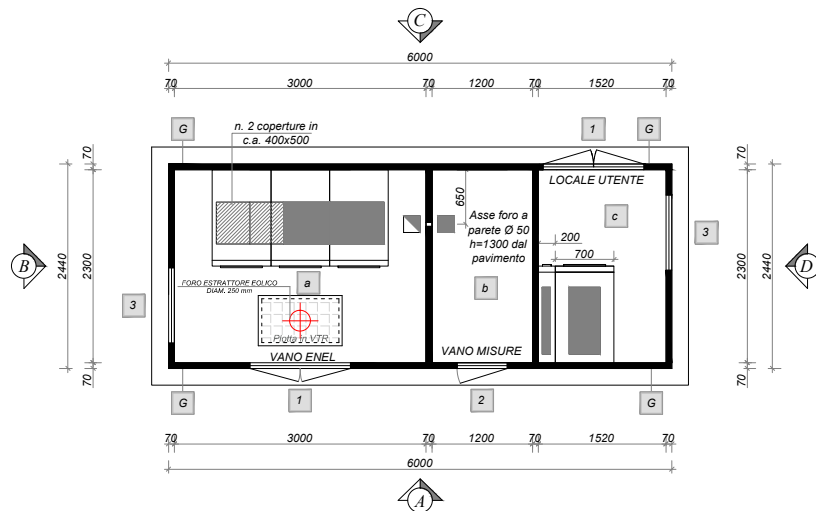 C
6000
70
3000
70
1200
70
1520
70
G
n. 2 coperture in
c.a. 400x500
1
G
70
70
LOCALE UTENTE
650
Asse foro a
parete Ø 50
h=1300 dal
pavimento
c
200
700
3
B
2440
2300
2300
2440
D
FORO ESTRATTORE EOLICO
DIAM. 250 mm
a
b
3
Piotta in VTR
VANO ENEL
VANO MISURE
70
70
G
1
2
G
70
3000
70
1200
70
1520
70
6000
A